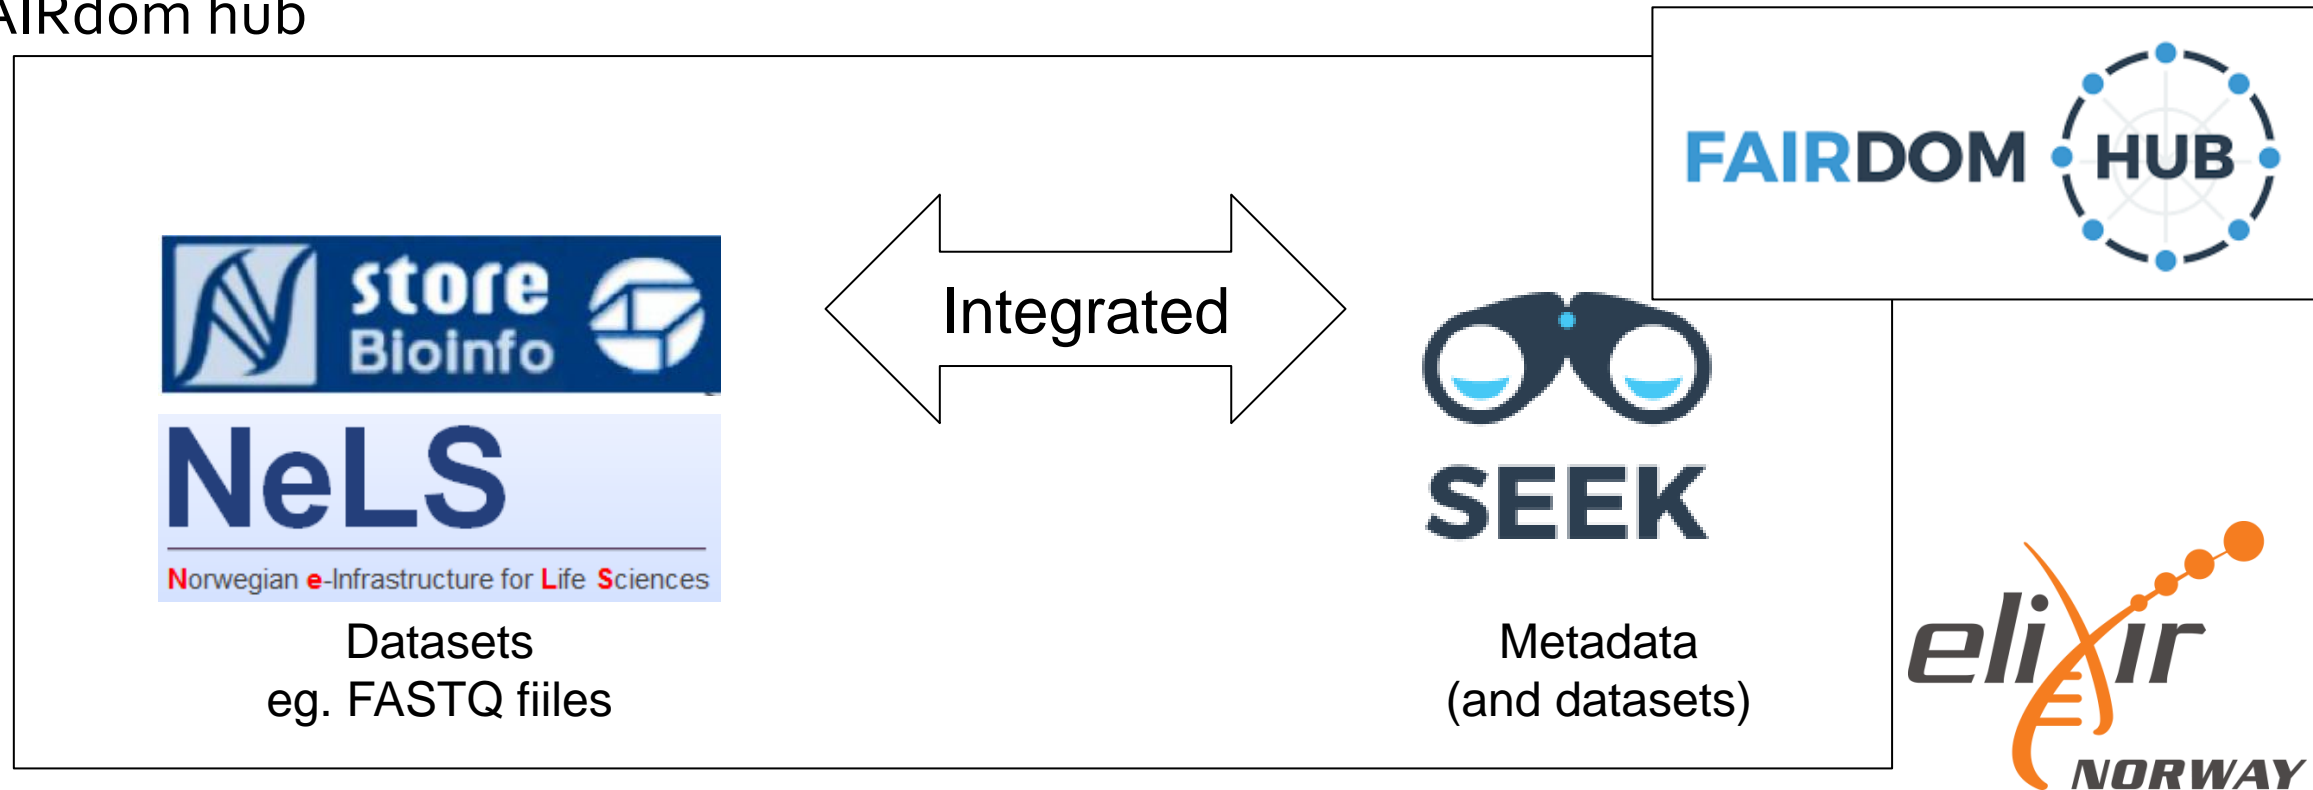 AIRdom hub
FAIRDOM HUB
store
Bioinfo
Integrated
NeLS
SEEK
Norwegian e-Infrastructure for Life Sciences
Datasets
eg. FASTQ fiiles
Metadata
(and datasets)
elixir
NORWAY